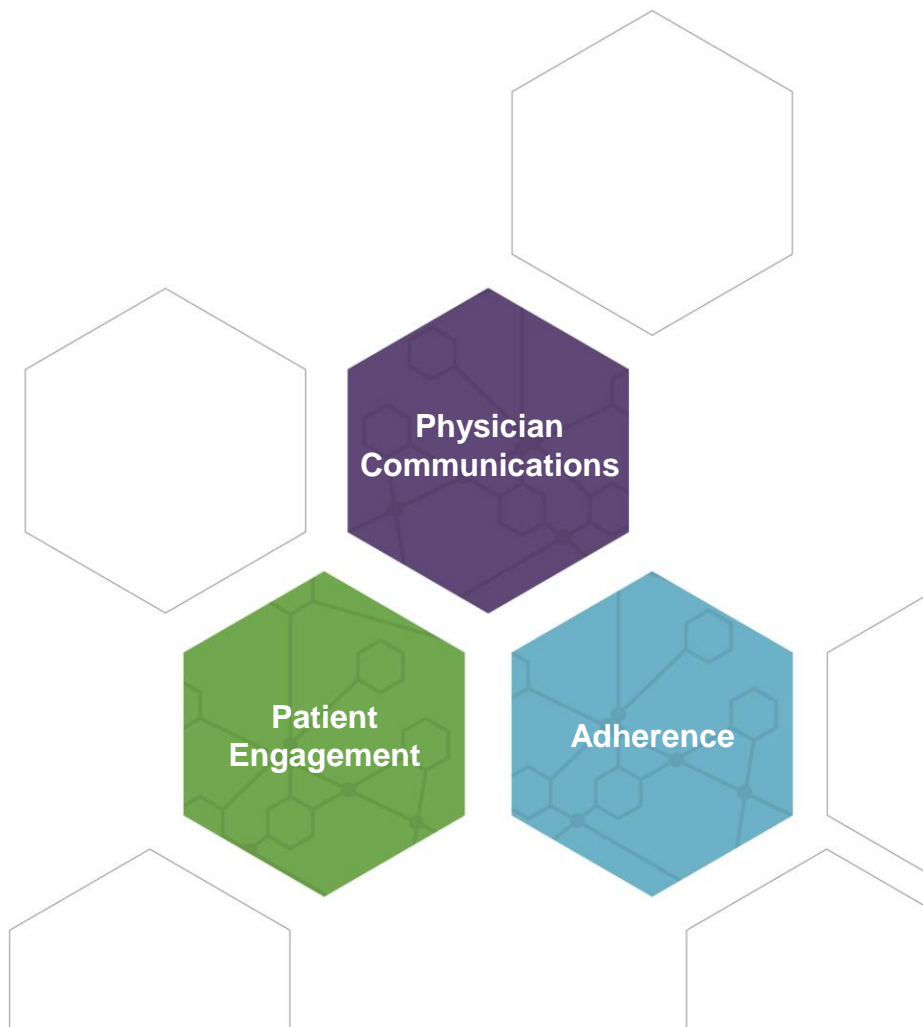 Physician
Communications
Patient
Engagement
Adherence